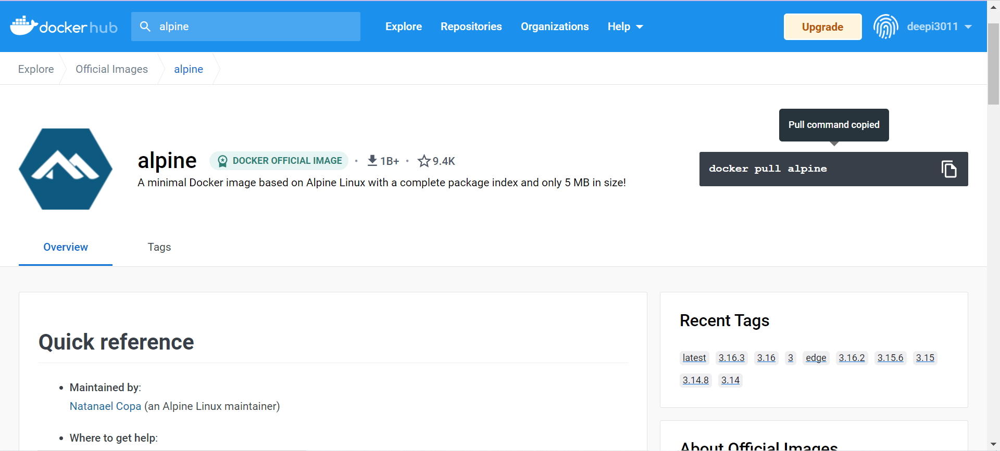 docker hub
alpine
Explore
Repositories
Organizations
Help
Upgrade
deepi3011
Explore
Official Images
alpine
Pull command copied
alpine
DOCKER OFFICIAL IMAGE
·
1B+
·
9.4K
A minimal Docker image based on Alpine Linux with a complete package index and only 5 MB in size!
docker pull alpine
Overview
Tags
Quick reference
• Maintained by:
Natanael Copa (an Alpine Linux maintainer)
• Where to get help:
Recent Tags
latest 3.16.3 3.16 3 edge 3.16.2 3.15.6 3.15
3.14.8 3.14
About Official Images